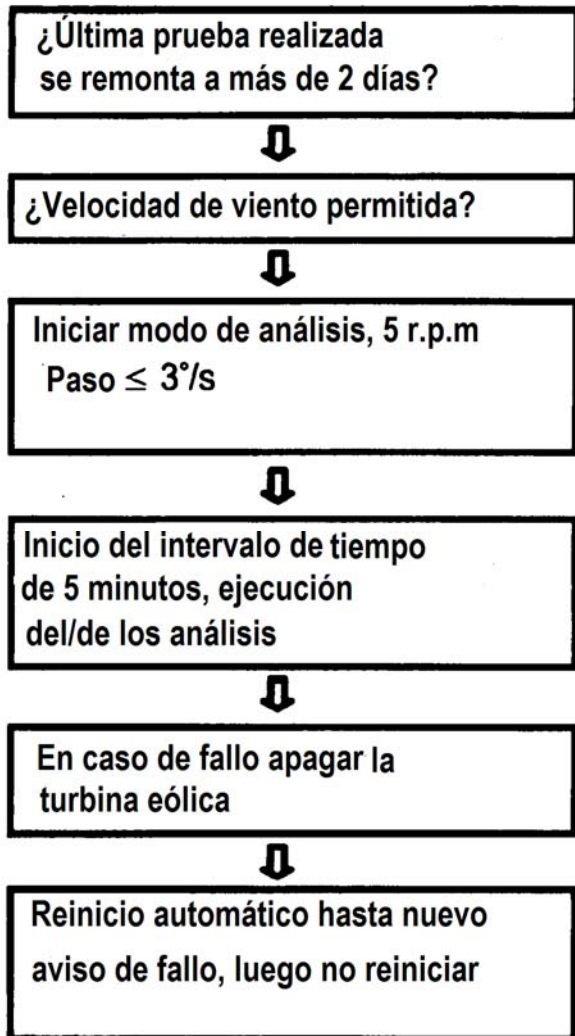 ¿Última prueba realizada
se remonta a más de 2 días?
¿Velocidad de viento permitida?
Iniciar modo de análisis, 5 r.p.m
Paso ≤ 3°/s
Inicio del intervalo de tiempo
de 5 minutos, ejecución
del/de los análisis
En caso de fallo apagar la
turbina eólica
Reinicio automático hasta nuevo
aviso de fallo, luego no reiniciar